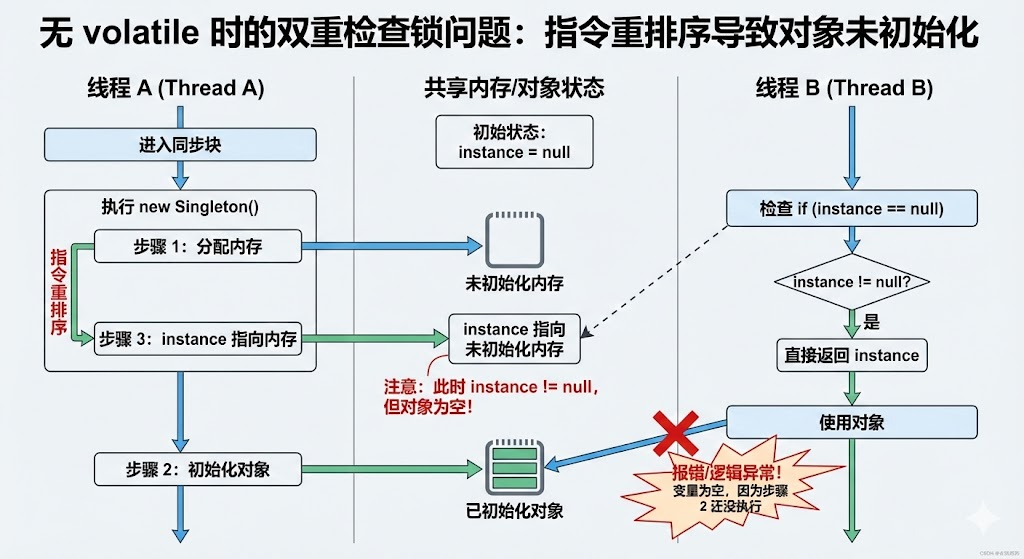 无 volatile 时的双重检查锁问题：指令重排序导致对象未初始化
线程 A (Thread A)
进入同步块
执行 new Singleton()
步骤 1：分配内存
指令重排序
步骤 3：instance 指向内存
步骤 2：初始化对象
共享内存/对象状态
初始状态：
instance = null
未初始化内存
instance 指向
未初始化内存
注意：此时 instance != null，
但对象为空！
已初始化对象
线程 B (Thread B)
检查 if (instance == null)
instance != null?
是
直接返回 instance
使用对象
报错/逻辑异常！
变量为空，因为步骤
2 还没执行